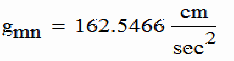 g_mn = 162.5466 cm/sec^2